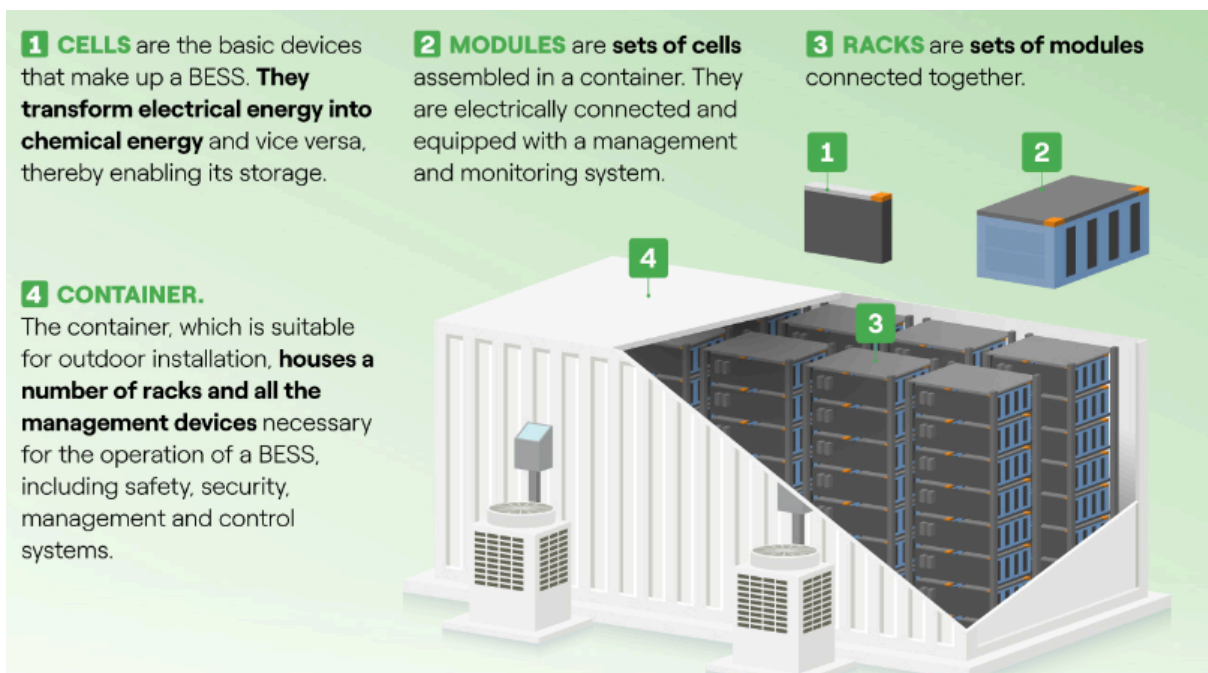 1 CELLS are the basic devices
that make up a BESS. They
transform electrical energy into
chemical energy and vice versa,
thereby enabling its storage.
2 MODULES are sets of cells
assembled in a container. They
are electrically connected and
equipped with a management
and monitoring system.
3 RACKS are sets of modules
connected together.
1
2
4
3
4 CONTAINER.
The container, which is suitable
for outdoor installation, houses a
number of racks and all the
management devices necessary
for the operation of a BESS,
including safety, security,
management and control
systems.